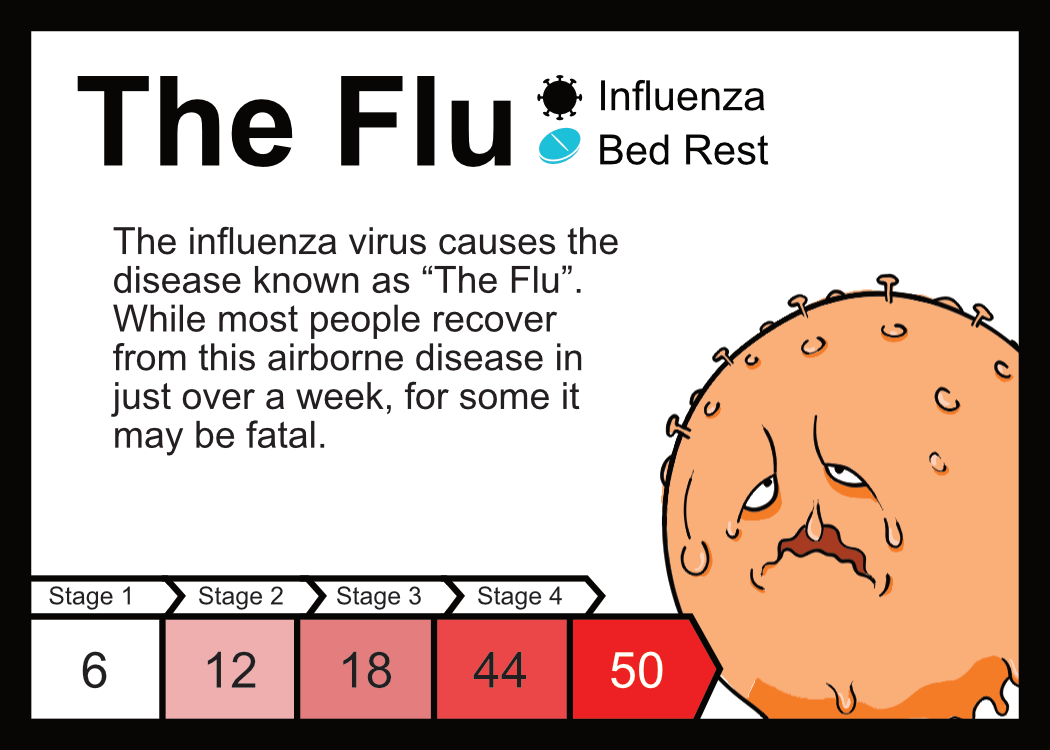 The Flu
Influenza
Bed Rest
The influenza virus causes the
disease known as “The Flu”.
While most people recover
from this airborne disease in
just over a week, for some it
may be fatal.
Stage 1 Stage 2 Stage 3 Stage 4
6 12 18 44 50